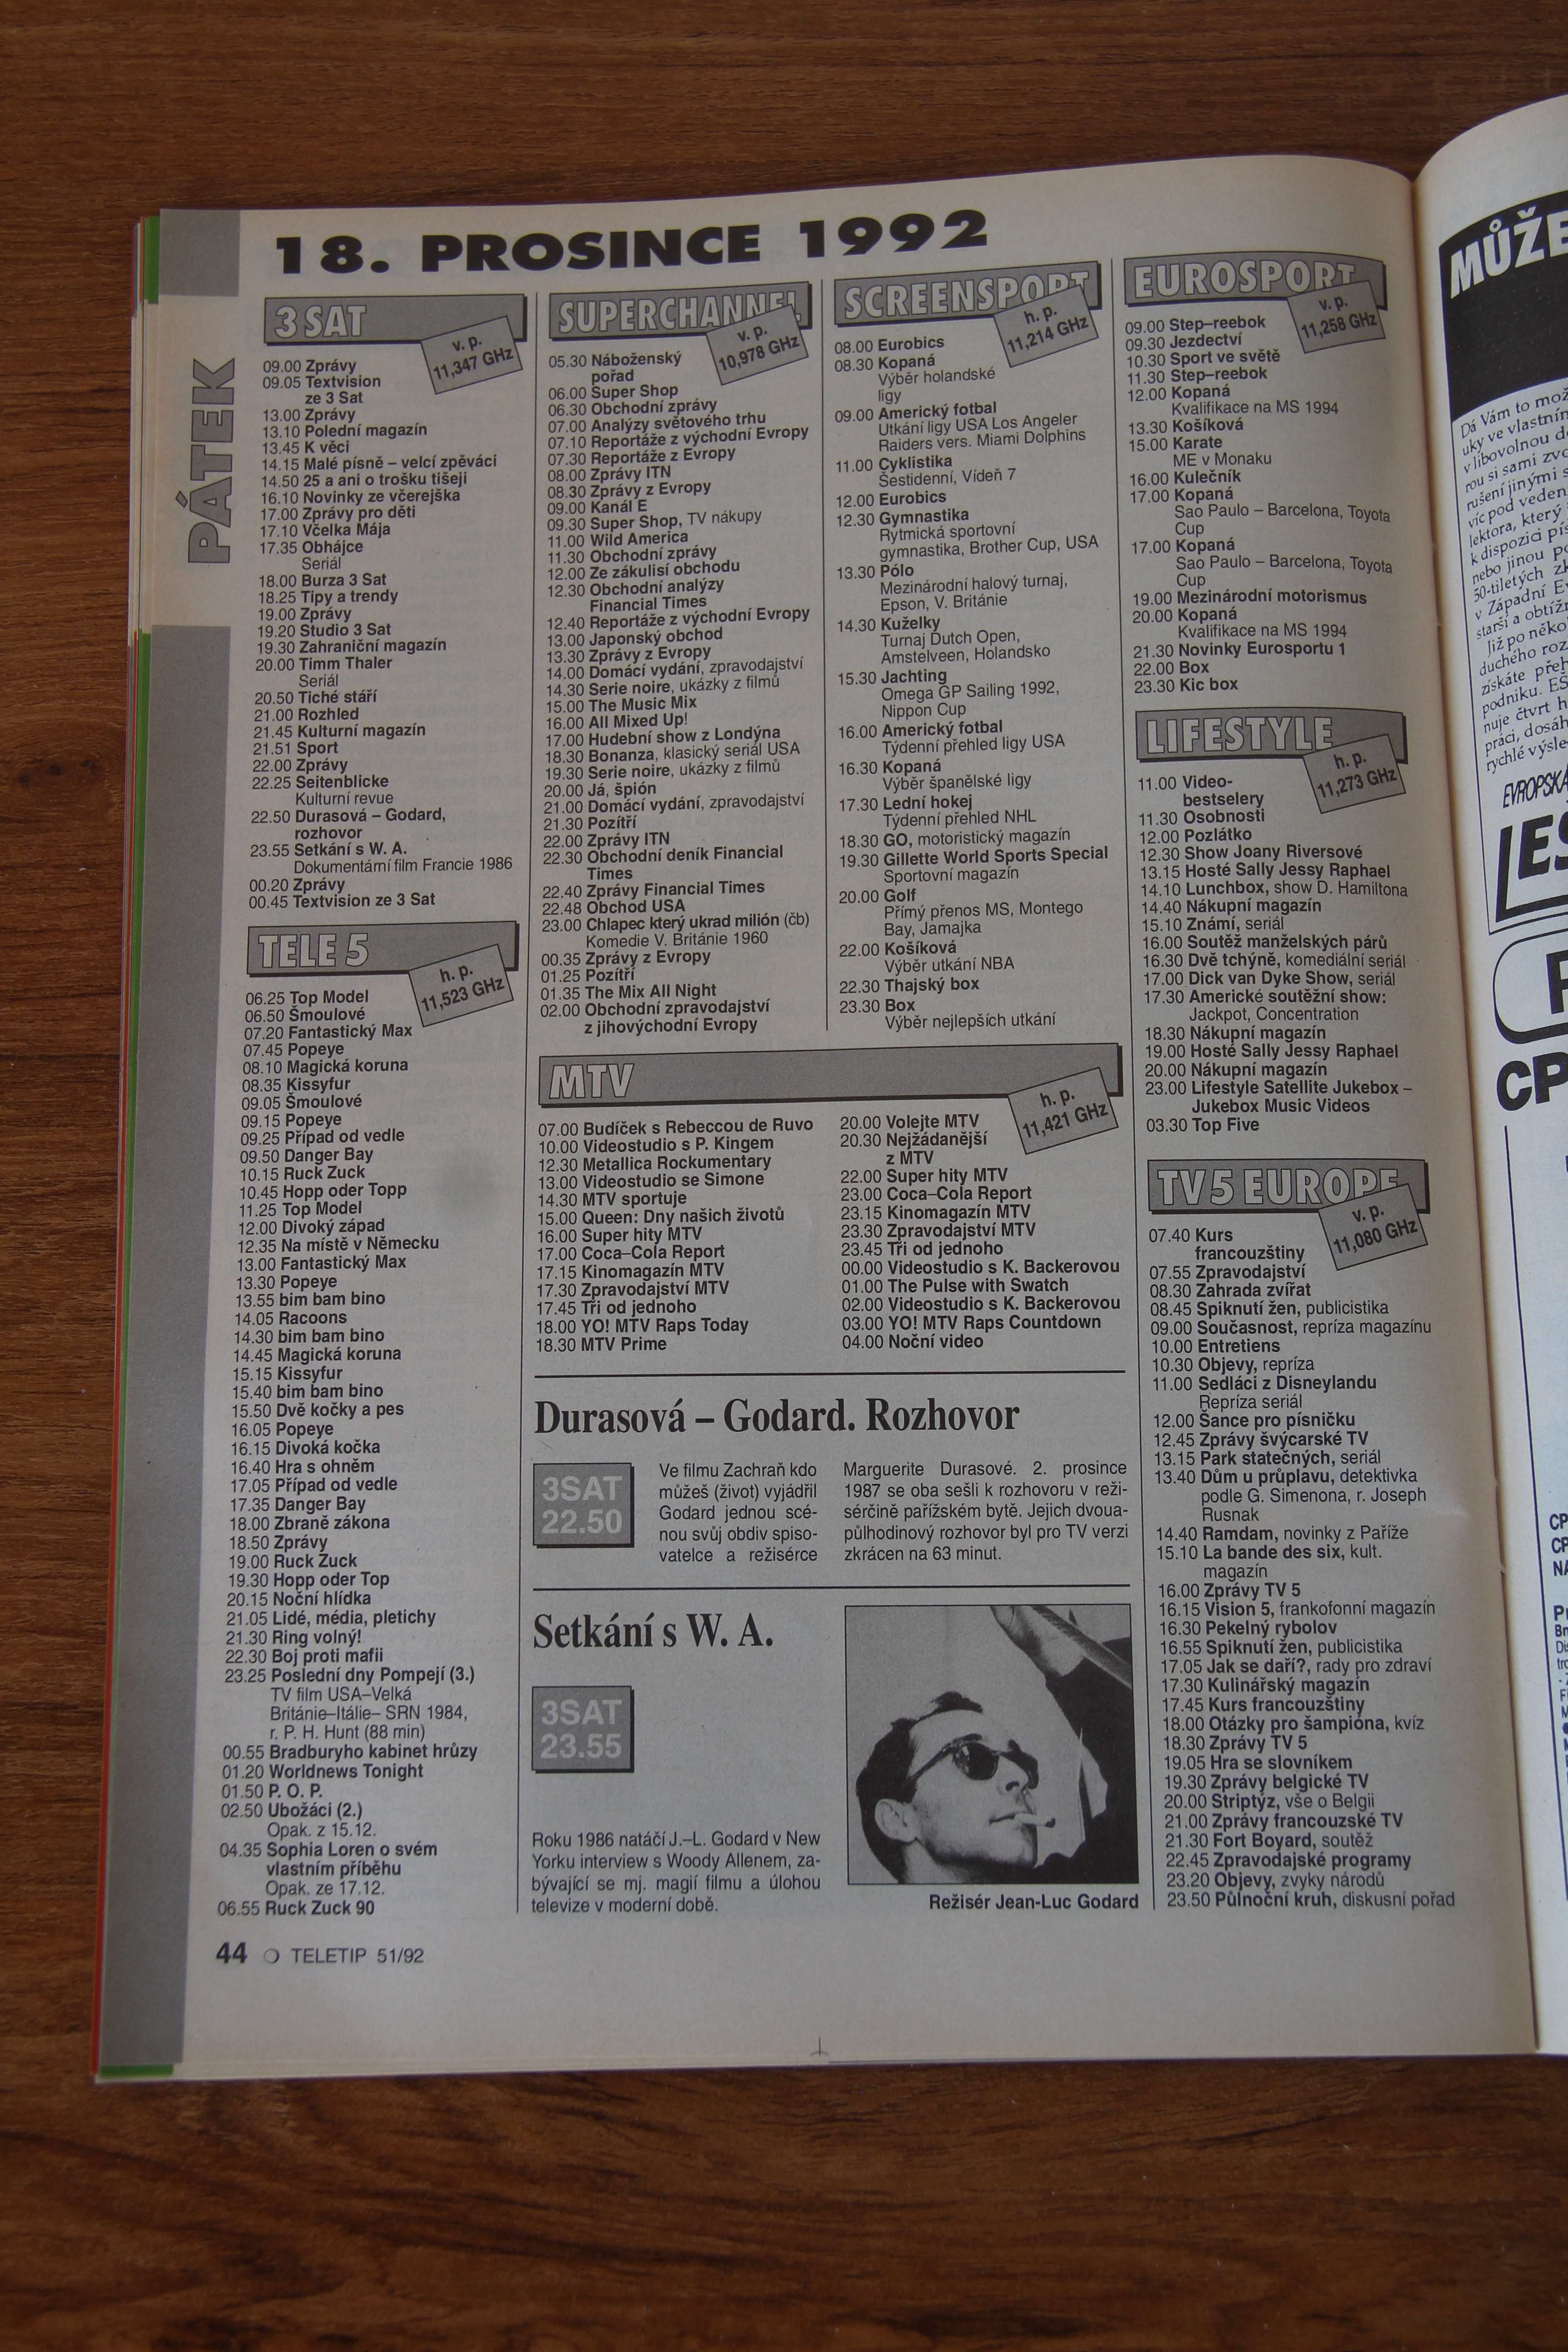 18. PROSINCE 1992
PÁTEK
3 SAT
v. p.
11,347 GHz
09.00 Zprávy
09.05 Textvision
ze 3 Sat
13.00 Zprávy
13.10 Polední magazín
13.45 K věci
14.15 Malé písně – velcí zpěváci
14.50 25 a ani o trošku tišeji
16.10 Novinky ze včerejška
17.00 Zprávy pro děti
17.10 Včelka Mája
17.35 Obhájce
Seriál
18.00 Burza 3 Sat
18.25 Tipy a trendy
19.00 Zprávy
19.20 Studio 3 Sat
19.30 Zahraniční magazín
20.00 Timm Thaler
Seriál
20.50 Tiché stáří
21.00 Rozhled
21.45 Kulturní magazín
21.51 Sport
22.00 Zprávy
22.25 Seitenblicke
Kulturní revue
22.50 Durasová – Godard,
rozhovor
23.55 Setkání s W. A.
Dokumentární film Francie 1986
00.20 Zprávy
00.45 Textvision ze 3 Sat
TELE 5
h. p.
11,523 GHz
06.25 Top Model
06.50 Šmoulové
07.20 Fantastický Max
07.45 Popeye
08.10 Magická koruna
08.35 Kissyfur
09.05 Šmoulové
09.15 Popeye
09.25 Případ od vedle
09.50 Danger Bay
10.15 Ruck Zuck
10.45 Hopp oder Topp
11.25 Top Model
12.00 Divoký západ
12.35 Na místě v Německu
13.00 Fantastický Max
13.30 Popeye
13.55 bim bam bino
14.05 Racoons
14.30 bim bam bino
14.45 Magická koruna
15.15 Kissyfur
15.40 bim bam bino
15.50 Dvě kočky a pes
16.05 Popeye
16.15 Divoká kočka
16.40 Hra s ohněm
17.05 Případ od vedle
17.35 Danger Bay
18.00 Zbraně zákona
18.50 Zprávy
19.00 Ruck Zuck
19.30 Hopp oder Top
20.15 Noční hlídka
21.05 Lidé, média, pletichy
21.30 Ring volný!
22.30 Boj proti mafii
23.25 Poslední dny Pompejí (3.)
TV film USA–Velká
Británie–Itálie– SRN 1984,
r. P. H. Hunt (88 min)
00.55 Bradburyho kabinet hrůzy
01.20 Worldnews Tonight
01.50 P. O. P.
02.50 Ubožáci (2.)
Opak. z 15.12.
04.35 Sophia Loren o svém
vlastním příběhu
Opak. ze 17.12.
06.55 Ruck Zuck 90
SUPERCHANNEL
v. p.
10,978 GHz
05.30 Náboženský
pořad
06.00 Super Shop
06.30 Obchodní zprávy
07.00 Analýzy světového trhu
07.10 Reportáže z východní Evropy
07.30 Reportáže z Evropy
08.00 Zprávy ITN
08.30 Zprávy z Evropy
09.00 Kanál E
09.30 Super Shop, TV nákupy
11.00 Wild America
11.30 Obchodní zprávy
12.00 Ze zákulisí obchodu
12.30 Obchodní analýzy
Financial Times
12.40 Reportáže z východní Evropy
13.00 Japonský obchod
13.30 Zprávy z Evropy
14.00 Domácí vydání, zpravodajství
14.30 Serie noire, ukázky z filmů
15.00 The Music Mix
16.00 All Mixed Up!
17.00 Hudební show z Londýna
18.30 Bonanza, klasický seriál USA
19.30 Serie noire, ukázky z filmů
20.00 Já, špión
21.00 Domácí vydání, zpravodajství
21.30 Pozítří
22.00 Zprávy ITN
22.30 Obchodní deník Financial
Times
22.40 Zprávy Financial Times
22.48 Obchod USA
23.00 Chlapec který ukrad milión (čb)
Komedie V. Británie 1960
00.35 Zprávy z Evropy
01.25 Pozítří
01.35 The Mix All Night
02.00 Obchodní zpravodajství
z jihovýchodní Evropy
SCREENSPORT
h. p.
11,214 GHz
08.00 Eurobics
08.30 Kopaná
Výběr holandské
ligy
09.00 Americký fotbal
Utkání ligy USA Los Angeler
Raiders vers. Miami Dolphins
11.00 Cyklistika
Šestidenní, Vídeň 7
12.00 Eurobics
12.30 Gymnastika
Rytmická sportovní
gymnastika, Brother Cup, USA
13.30 Pólo
Mezinárodní halový turnaj,
Epson, V. Británie
14.30 Kuželky
Turnaj Dutch Open,
Amstelveen, Holandsko
15.30 Jachting
Omega GP Sailing 1992,
Nippon Cup
16.00 Americký fotbal
Týdenní přehled ligy USA
16.30 Kopaná
Výběr španělské ligy
17.30 Lední hokej
Týdenní přehled NHL
18.30 GO, motoristický magazín
19.30 Gillette World Sports Special
Sportovní magazín
20.00 Golf
Přímý přenos MS, Montego
Bay, Jamajka
22.00 Košíková
Výběr utkání NBA
22.30 Thajský box
23.30 Box
Výběr nejlepších utkání
MTV
h. p.
11,421 GHz
07.00 Budíček s Rebeccou de Ruvo
10.00 Videostudio s P. Kingem
12.30 Metallica Rockumentary
13.00 Videostudio se Simone
14.30 MTV sportuje
15.00 Queen: Dny našich životů
16.00 Super hity MTV
17.00 Coca–Cola Report
17.15 Kinomagazín MTV
17.30 Zpravodajství MTV
17.45 Tři od jednoho
18.00 YO! MTV Raps Today
18.30 MTV Prime
20.00 Volejte MTV
20.30 Nejžádanější
z MTV
22.00 Super hity MTV
23.00 Coca–Cola Report
23.15 Kinomagazín MTV
23.30 Zpravodajství MTV
23.45 Tři od jednoho
00.00 Videostudio s K. Backerovou
01.00 The Pulse with Swatch
02.00 Videostudio s K. Backerovou
03.00 YO! MTV Raps Countdown
04.00 Noční video
Durasová – Godard. Rozhovor
3SAT
22.50
Ve filmu Zachraň kdo
můžeš (život) vyjádřil
Godard jednou scé-
nou svůj obdiv spiso-
vatelce a režisérce
Marguerite Durasové. 2. prosince
1987 se oba sešli k rozhovoru v reži-
sérčině pařížském bytě. Jejich dvoua-
půlhodinový rozhovor byl pro TV verzi
zkrácen na 63 minut.
Setkání s W. A.
3SAT
23.55
Roku 1986 natáčí J.–L. Godard v New
Yorku interview s Woody Allenem, za-
bývající se mj. magií filmu a úlohou
televize v moderní době.
Režisér Jean-Luc Godard
EUROSPORT
v. p.
11,258 GHz
09.00 Step–reebok
09.30 Jezdectví
10.30 Sport ve světě
11.30 Step–reebok
12.00 Kopaná
Kvalifikace na MS 1994
13.30 Košíková
15.00 Karate
ME v Monaku
16.00 Kulečník
17.00 Kopaná
Sao Paulo – Barcelona, Toyota
Cup
17.00 Kopaná
Sao Paulo – Barcelona, Toyota
Cup
19.00 Mezinárodní motorismus
20.00 Kopaná
Kvalifikace na MS 1994
21.30 Novinky Eurosportu 1
22.00 Box
23.30 Kic box
LIFESTYLE
h. p.
11,273 GHz
11.00 Video-
bestselery
11.30 Osobnosti
12.00 Pozlátko
12.30 Show Joany Riversové
13.15 Hosté Sally Jessy Raphael
14.10 Lunchbox, show D. Hamiltona
14.40 Nákupní magazín
15.10 Známí, seriál
16.00 Soutěž manželských párů
16.30 Dvě tchýně, komediální seriál
17.00 Dick van Dyke Show, seriál
17.30 Americké soutěžní show:
Jackpot, Concentration
18.30 Nákupní magazín
19.00 Hosté Sally Jessy Raphael
20.00 Nákupní magazín
23.00 Lifestyle Satellite Jukebox –
Jukebox Music Videos
03.30 Top Five
TV5 EUROPE
v. p.
11,080 GHz
07.40 Kurs
francouzštiny
07.55 Zpravodajství
08.30 Zahrada zvířat
08.45 Spiknutí žen, publicistika
09.00 Současnost, repríza magazínu
10.00 Entretiens
10.30 Objevy, repríza
11.00 Sedláci z Disneylandu
Repríza seriál
12.00 Šance pro písničku
12.45 Zprávy švýcarské TV
13.15 Park statečných, seriál
13.40 Dům u průplavu, detektivka
podle G. Simenona, r. Joseph
Rusnak
14.40 Ramdam, novinky z Paříže
15.10 La bande des six, kult.
magazín
16.00 Zprávy TV 5
16.15 Vision 5, frankofonní magazín
16.30 Pekelný rybolov
16.55 Spiknutí žen, publicistika
17.05 Jak se daří?, rady pro zdraví
17.30 Kulinářský magazín
17.45 Kurs francouzštiny
18.00 Otázky pro šampióna, kvíz
18.30 Zprávy TV 5
19.05 Hra se slovníkem
19.30 Zprávy belgické TV
20.00 Striptýz, vše o Belgii
21.00 Zprávy francouzské TV
21.30 Fort Boyard, soutěž
22.45 Zpravodajské programy
23.20 Objevy, zvyky národů
23.50 Půlnoční kruh, diskusní pořad
44 ❍ TELETIP 51/92
MŮŽE
Dá Vám to mož
uky ve vlastním
v libovolnou d
rou si sami zvo
rušení jinými s
víc pod veden
lektora, který
k dispozici pís
nebo jinou po
30-tiletých zk
v Západní Ev
starší a obtížn
Již po něko
duchého roz
získáte přeh
podniku. ES
nuje čtvrt h
práci, dosáh
rychlé výsle
EVROPSKÁ
ES
CP